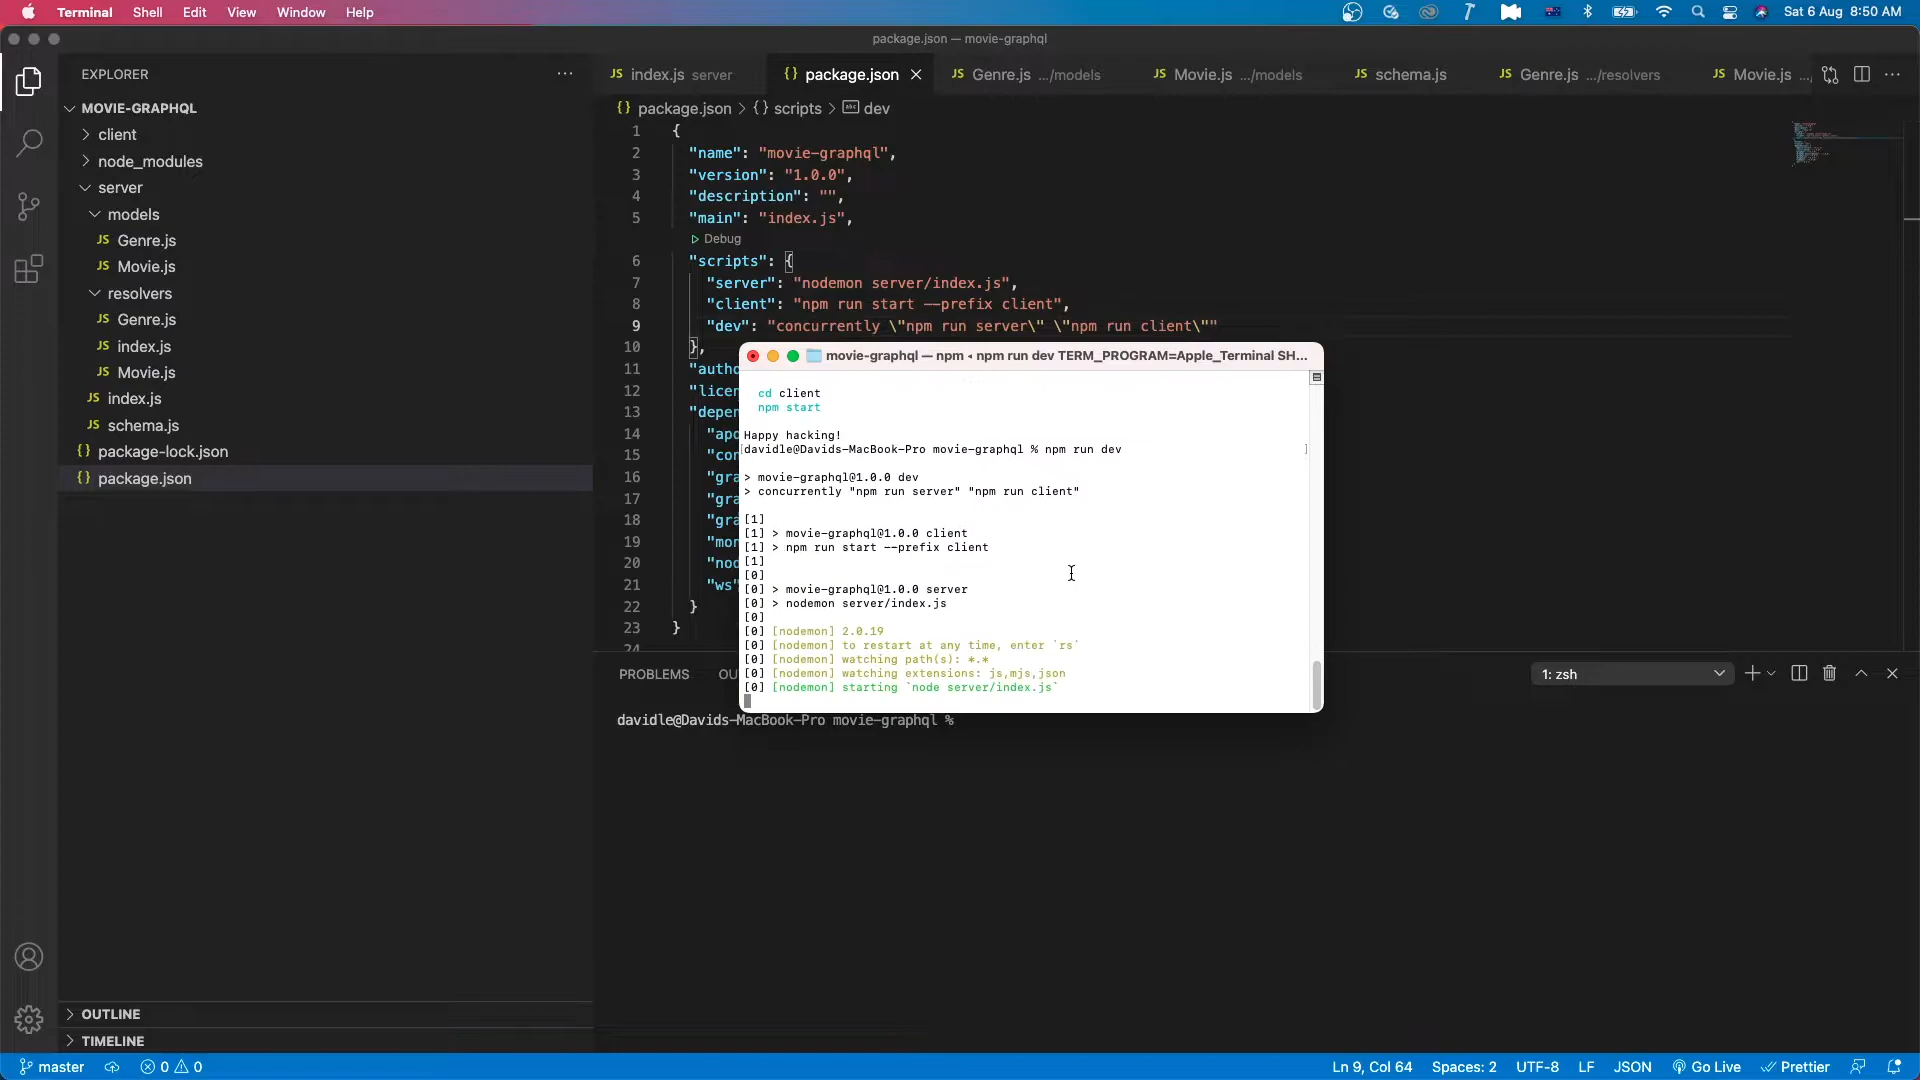 Terminal Shell Edit View Window Help Sat 6 Aug 8:50 AM
package.json — movie-graphql
EXPLORER
MOVIE-GRAPHQL
client
node_modules
server
models
JS Genre.js
JS Movie.js
resolvers
JS Genre.js
JS index.js
JS Movie.js
JS index.js
JS schema.js
{} package-lock.json
{} package.json
OUTLINE
TIMELINE
JS index.js server {} package.json JS Genre.js .../models JS Movie.js .../models JS schema.js JS Genre.js .../resolvers JS Movie.js ...
{} package.json > {} scripts > abc dev
1 {
2 "name": "movie-graphql",
3 "version": "1.0.0",
4 "description": "",
5 "main": "index.js",
Debug
6 "scripts": {
7 "server": "nodemon server/index.js",
8 "client": "npm run start --prefix client",
9 "dev": "concurrently \"npm run server\" \"npm run client\""
10 },
11 "autho
12 "licen
13 "depen
14 "apo
15 "con
16 "gra
17 "gra
18 "gra
19 "mon
20 "nod
21 "ws"
22 }
23 }
24
movie-graphql — npm ◂ npm run dev TERM_PROGRAM=Apple_Terminal SH...
cd client
npm start
Happy hacking!
[davidle@Davids-MacBook-Pro movie-graphql % npm run dev ]
> movie-graphql@1.0.0 dev
> concurrently "npm run server" "npm run client"
[1]
[1] > movie-graphql@1.0.0 client
[1] > npm run start --prefix client
[1]
[0]
[0] > movie-graphql@1.0.0 server
[0] > nodemon server/index.js
[0]
[0] [nodemon] 2.0.19
[0] [nodemon] to restart at any time, enter `rs`
[0] [nodemon] watching path(s): *.*
[0] [nodemon] watching extensions: js,mjs,json
[0] [nodemon] starting `node server/index.js`
PROBLEMS OU 1: zsh
davidle@Davids-MacBook-Pro movie-graphql %
master 0 0 Ln 9, Col 64 Spaces: 2 UTF-8 LF JSON Go Live Prettier